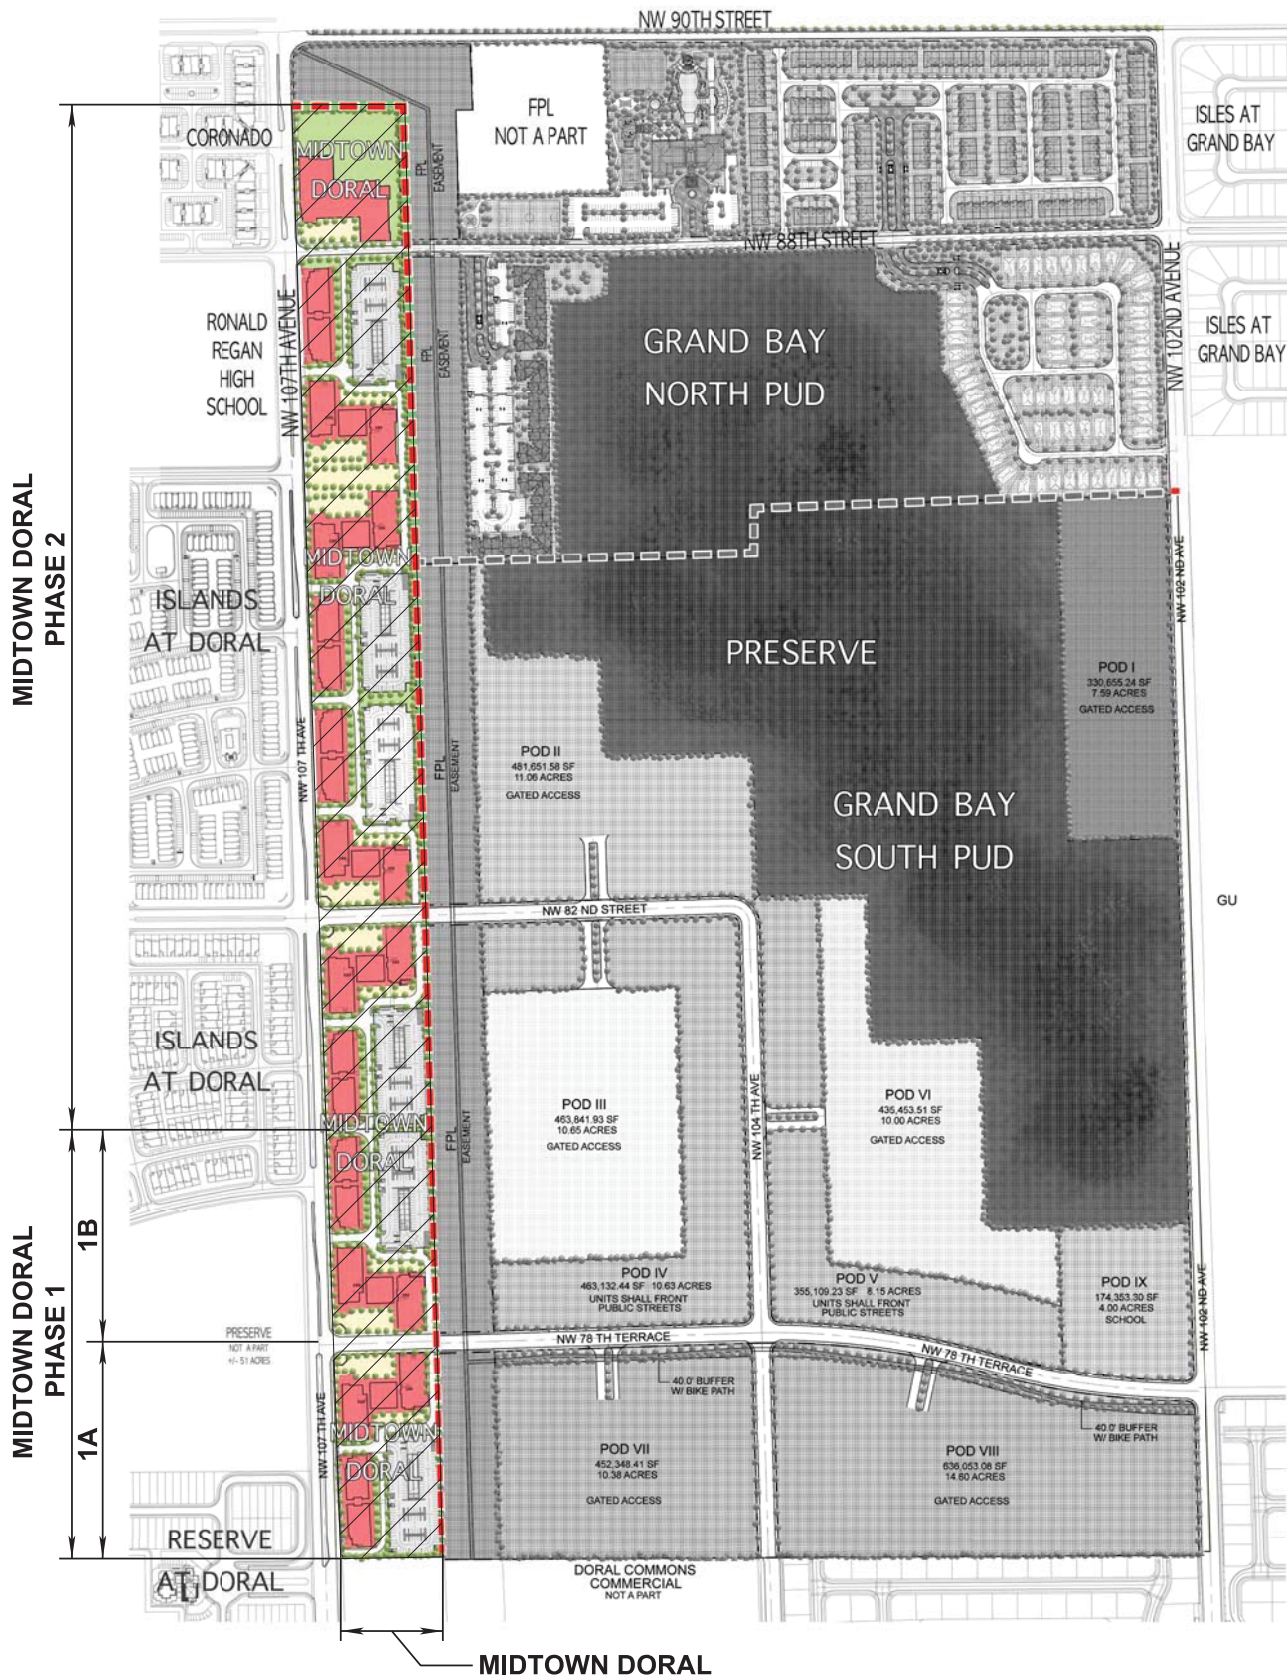 NW 90TH STREET
FPL
NOT A PART
ISLES AT
GRAND BAY
CORONADO
MIDTOWN
DORAL
FPL
EASEMENT
NW 88TH STREET
NW 102ND AVENUE
RONALD
REGAN
HIGH
SCHOOL
NW 107TH AVENUE
FPL
EASEMENT
GRAND BAY
NORTH PUD
ISLES AT
GRAND BAY
MIDTOWN DORAL
PHASE 2
ISLANDS
AT DORAL
MIDTOWN
DORAL
NW 102 ND AVE
PRESERVE
POD I
330,655.24 SF
7.59 ACRES
GATED ACCESS
NW 107 TH AVE
FPL
EASEMENT
POD II
481,651.58 SF
11.06 ACRES
GATED ACCESS
GRAND BAY
SOUTH PUD
NW 82 ND STREET
GU
ISLANDS
AT DORAL
MIDTOWN
DORAL
FPL
EASEMENT
POD III
463,841.93 SF
10.65 ACRES
GATED ACCESS
NW 104 TH AVE
POD VI
435,453.51 SF
10.00 ACRES
GATED ACCESS
MIDTOWN DORAL
PHASE 1
1B
1A
POD IV
463,132.44 SF 10.63 ACRES
UNITS SHALL FRONT
PUBLIC STREETS
POD V
355,109.23 SF 8.15 ACRES
UNITS SHALL FRONT
PUBLIC STREETS
POD IX
174,353.30 SF
4.00 ACRES
SCHOOL
NW 102 ND AVE
PRESERVE
NOT A PART
+/- 51 ACRES
NW 78 TH TERRACE
NW 78 TH TERRACE
40.0' BUFFER
W/ BIKE PATH
40.0' BUFFER
W/ BIKE PATH
NW 107 TH AVE
MIDTOWN
DORAL
POD VII
452,348.41 SF
10.38 ACRES
GATED ACCESS
POD VIII
636,053.08 SF
14.60 ACRES
GATED ACCESS
RESERVE
AT DORAL
DORAL COMMONS
COMMERCIAL
NOT A PART
MIDTOWN DORAL